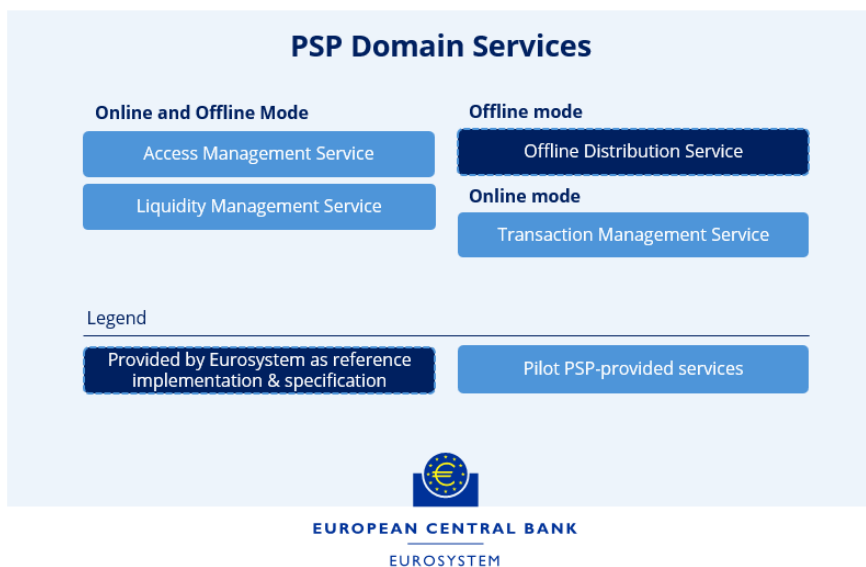 PSP Domain Services
Online and Offline Mode
Access Management Service
Liquidity Management Service
Offline mode
Offline Distribution Service
Online mode
Transaction Management Service
Legend
Provided by Eurosystem as reference
implementation & specification
Pilot PSP-provided services
€
EUROPEAN CENTRAL BANK
EUROSYSTEM